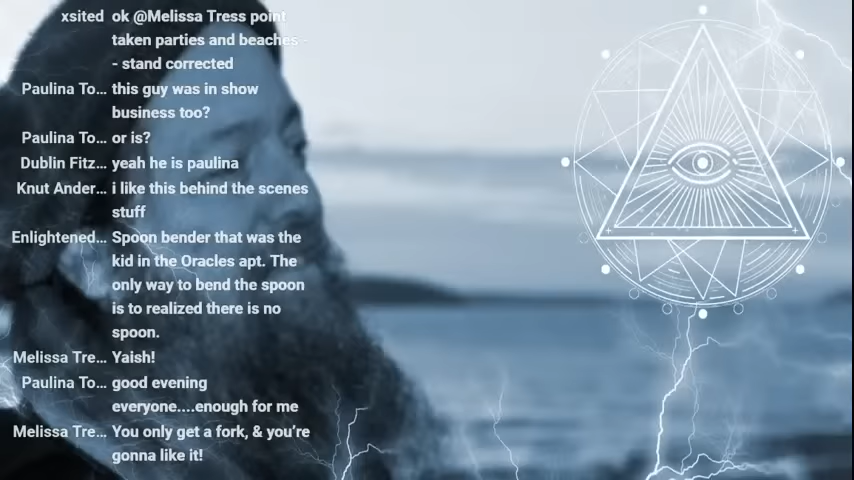 xsited ok @Melissa Tress point
taken parties and beaches -
- stand corrected
Paulina To... this guy was in show
business too?
Paulina To... or is?
Dublin Fitz... yeah he is paulina
Knut Ander... i like this behind the scenes
stuff
Enlightened... Spoon bender that was the
kid in the Oracles apt. The
only way to bend the spoon
is to realized there is no
spoon.
Melissa Tre... Yaish!
Paulina To... good evening
everyone....enough for me
Melissa Tre... You only get a fork, & you're
gonna like it!